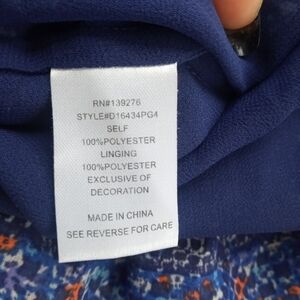 RN#139276
STYLE#D16434PG4
SELF
100%POLYESTER
LINGING
100%POLYESTER
EXCLUSIVE OF
DECORATION
MADE IN CHINA
SEE REVERSE FOR CARE